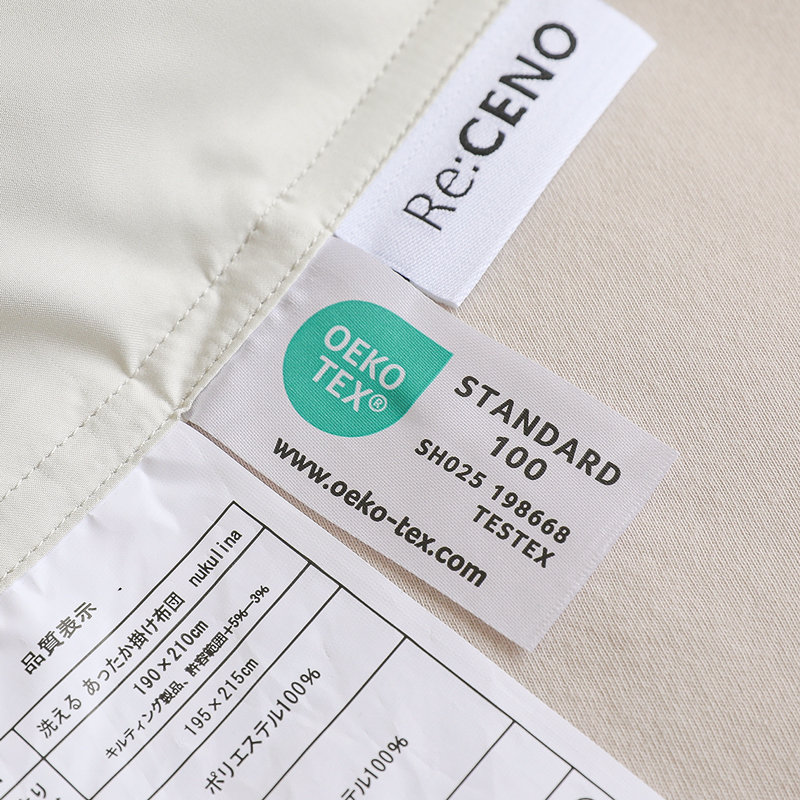 Re:CENO
OEKO
TEX®
STANDARD
100
SH025 198668
TESTEX
www.oeko-tex.com
品質表示
洗える あったか掛け布団 nukulina
190×210cm
キルティング製品、許容範囲+5%-3%
195×215cm
ポリエステル100%
テル100%